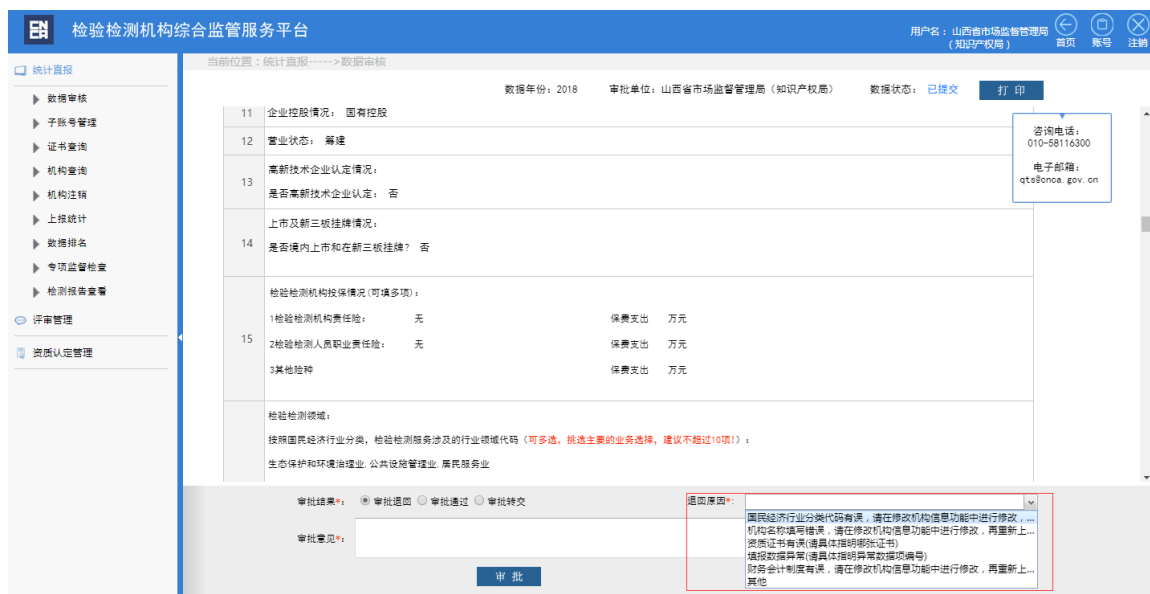 检验检测机构综合监管服务平台
用户名：山西省市场监督管理局
（知识产权局）
首页
账号
注销
统计直报
数据审核
子账号管理
证书查询
机构查询
机构注销
上报统计
数据排名
专项监督检查
检测报告查看
评审管理
资质认定管理
当前位置：统计直报----->数据审核
数据年份：2018 审批单位：山西省市场监督管理局（知识产权局） 数据状态：已提交 打 印
咨询电话：
010-58116300
电子邮箱：
qts@cnca.gov.cn
11 企业控股情况： 国有控股
12 营业状态： 筹建
13 高新技术企业认定情况：
是否高新技术企业认定： 否
14 上市及新三板挂牌情况：
是否境内上市和在新三板挂牌？ 否
15 检验检测机构投保情况(可填多项)：
1检验检测机构责任险： 无 保费支出 万元
2检验检测人员职业责任险： 无 保费支出 万元
3其他险种 保费支出 万元
检验检测领域：
按照国民经济行业分类，检验检测服务涉及的行业领域代码（可多选，挑选主要的业务选择，建议不超过10项!）：
生态保护和环境治理业,公共设施管理业,居民服务业
审批结果*： 审批退回 审批通过 审批转交 退回原因*：
国民经济行业分类代码有误，请在修改机构信息功能中进行修改，...
机构名称填写错误，请在修改机构信息功能中进行修改，再重新上...
资质证书有误(请具体指明哪张证书)
填报数据异常(请具体指明异常数据项编号)
财务会计制度有误，请在修改机构信息功能中进行修改，再重新上...
其他
审批意见*：
审 批